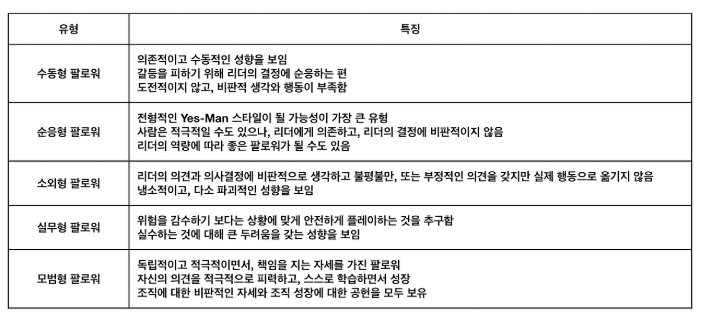 유형
특징
수동형 팔로워
의존적이고 수동적인 성향을 보임
갈등을 피하기 위해 리더의 결정에 순응하는 편
도전적이지 않고, 비판적 생각와 행동이 부족함
순응형 팔로워
전형적인 Yes-Man 스타일이 될 가능성이 가장 큰 유형
사람은 적극적일 수도 있으나, 리더에게 의존하고, 리더의 결정에 비판적이지 않음
리더의 역량에 따라 좋은 팔로워가 될 수도 있음
소외형 팔로워
리더의 의견과 의사결정에 비판적으로 생각하고 불평불만, 또는 부정적인 의견을 갖지만 실제 행동으로 옮기지 않음
냉소적이고, 다소 파괴적인 성향을 보임
실무형 팔로워
위험을 감수하기 보다는 상황에 맞게 안전하게 플레이하는 것을 추구함
실수하는 것에 대해 큰 두려움을 갖는 성향을 보임
모범형 팔로워
독립적이고 적극적이면서, 책임을 지는 자세를 가진 팔로워
자신의 의견을 적극적으로 피력하고, 스스로 학습하면서 성장
조직에 대한 비판적인 자세와 조직 성장에 대한 공헌을 모두 보유